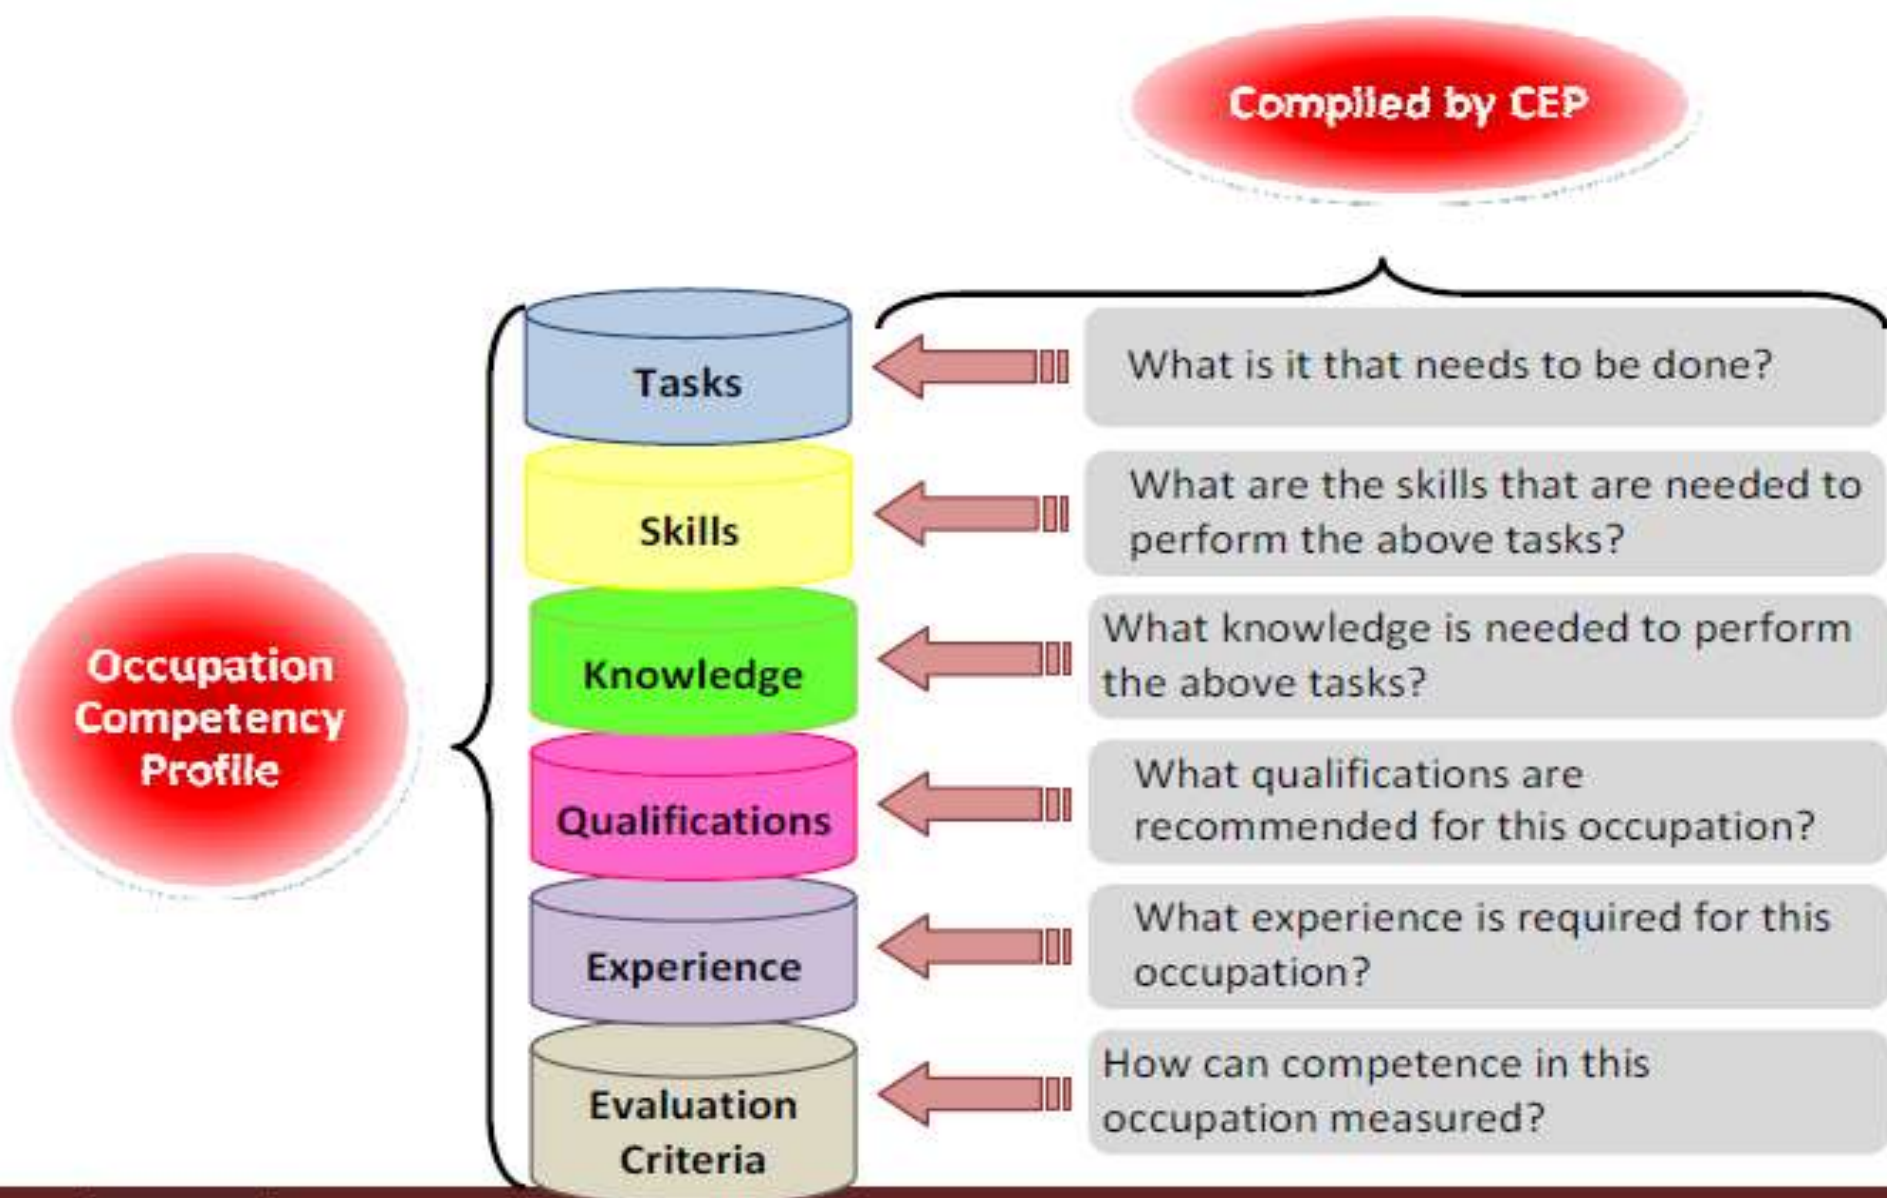 Compiled by CEP
Tasks
What is it that needs to be done?
Skills
What are the skills that are needed to
perform the above tasks?
Occupation
Competency
Profile
Knowledge
What knowledge is needed to perform
the above tasks?
Qualifications
What qualifications are
recommended for this occupation?
Experience
What experience is required for this
occupation?
Evaluation
Criteria
How can competence in this
occupation measured?